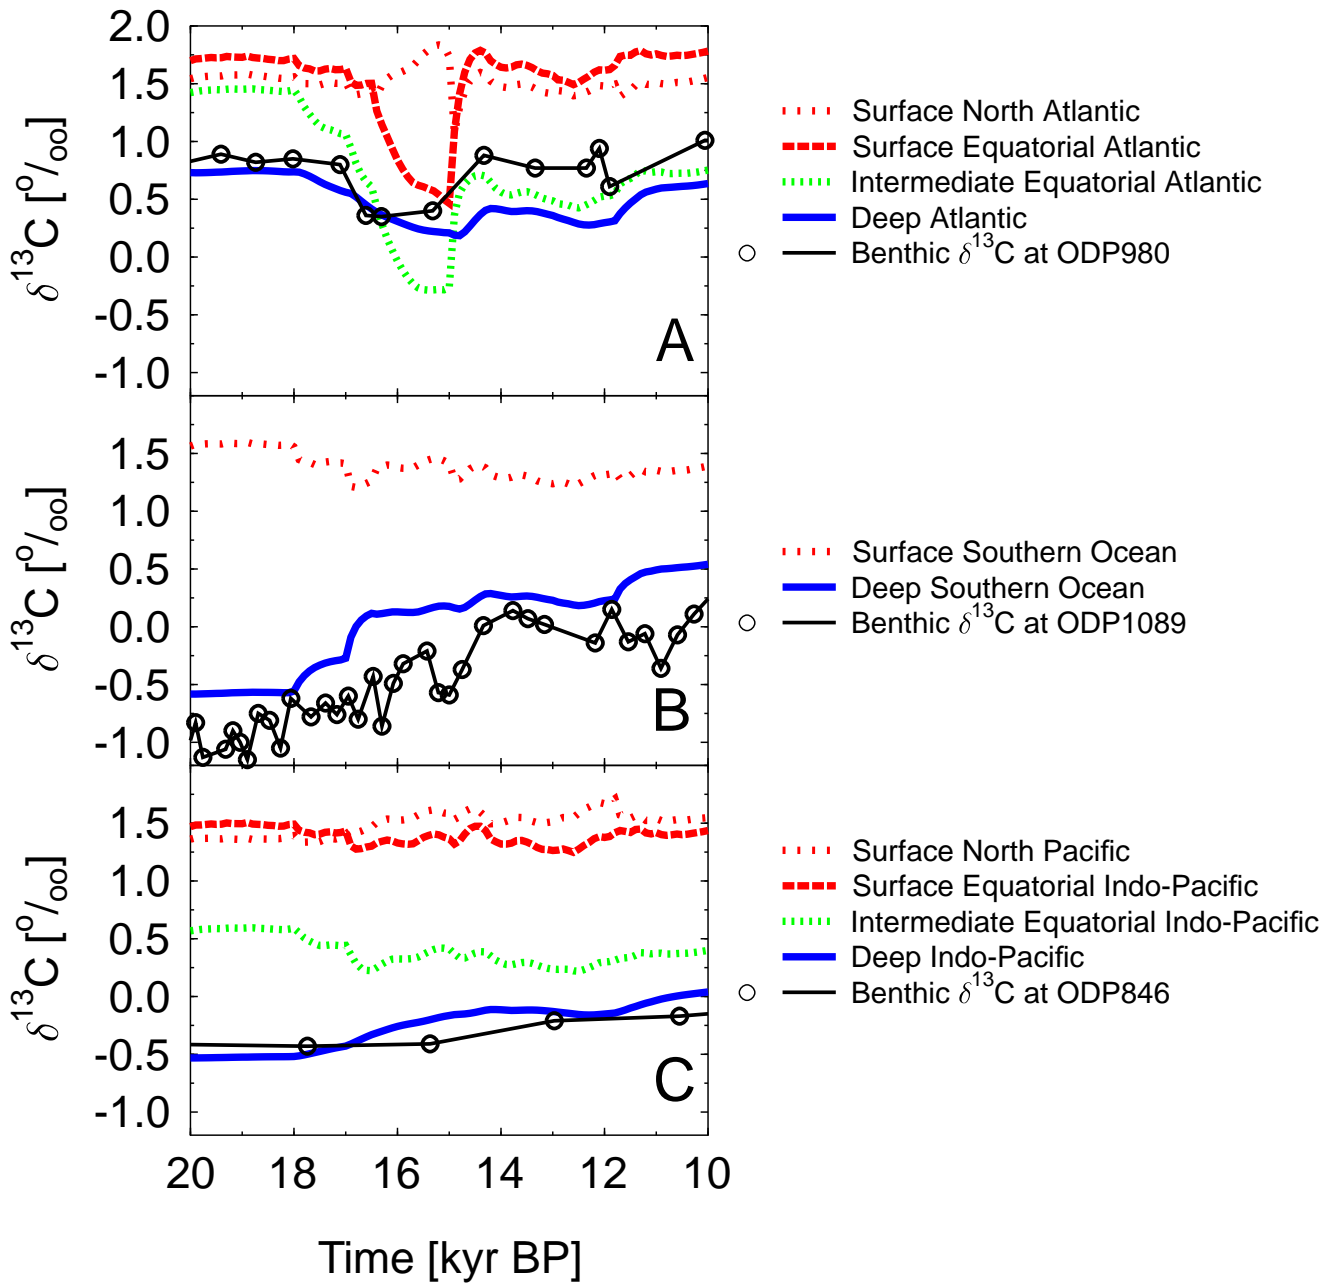 2.0
1.5
1.0
0.5
0.0
-0.5
-1.0
δ¹³C [º/ₒₒ]
A
Surface North Atlantic
Surface Equatorial Atlantic
Intermediate Equatorial Atlantic
Deep Atlantic
Benthic δ¹³C at ODP980
1.5
1.0
0.5
0.0
-0.5
-1.0
δ¹³C [º/ₒₒ]
B
Surface Southern Ocean
Deep Southern Ocean
Benthic δ¹³C at ODP1089
1.5
1.0
0.5
0.0
-0.5
-1.0
δ¹³C [º/ₒₒ]
C
Surface North Pacific
Surface Equatorial Indo-Pacific
Intermediate Equatorial Indo-Pacific
Deep Indo-Pacific
Benthic δ¹³C at ODP846
20 18 16 14 12 10
Time [kyr BP]